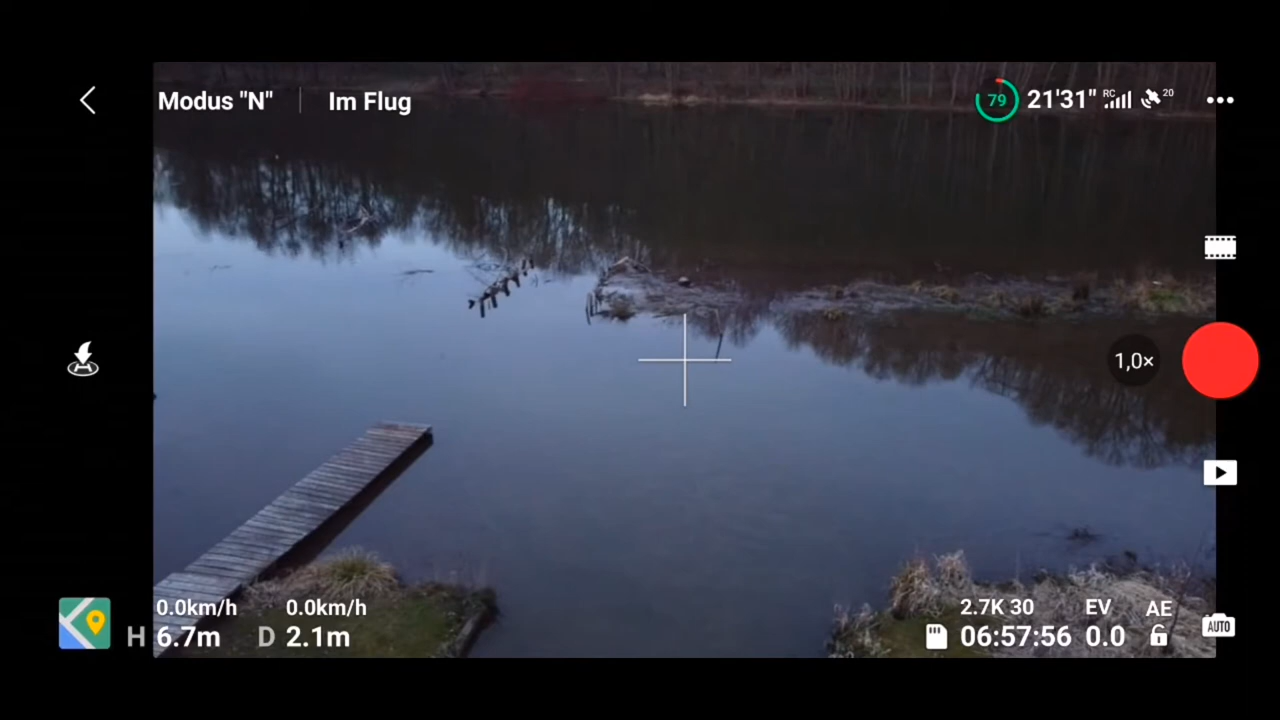 Modus "N" Im Flug 79 21'31" RC 20
1,0×
0.0km/h 0.0km/h 2.7K 30 EV AE
H 6.7m D 2.1m 06:57:56 0.0 AUTO